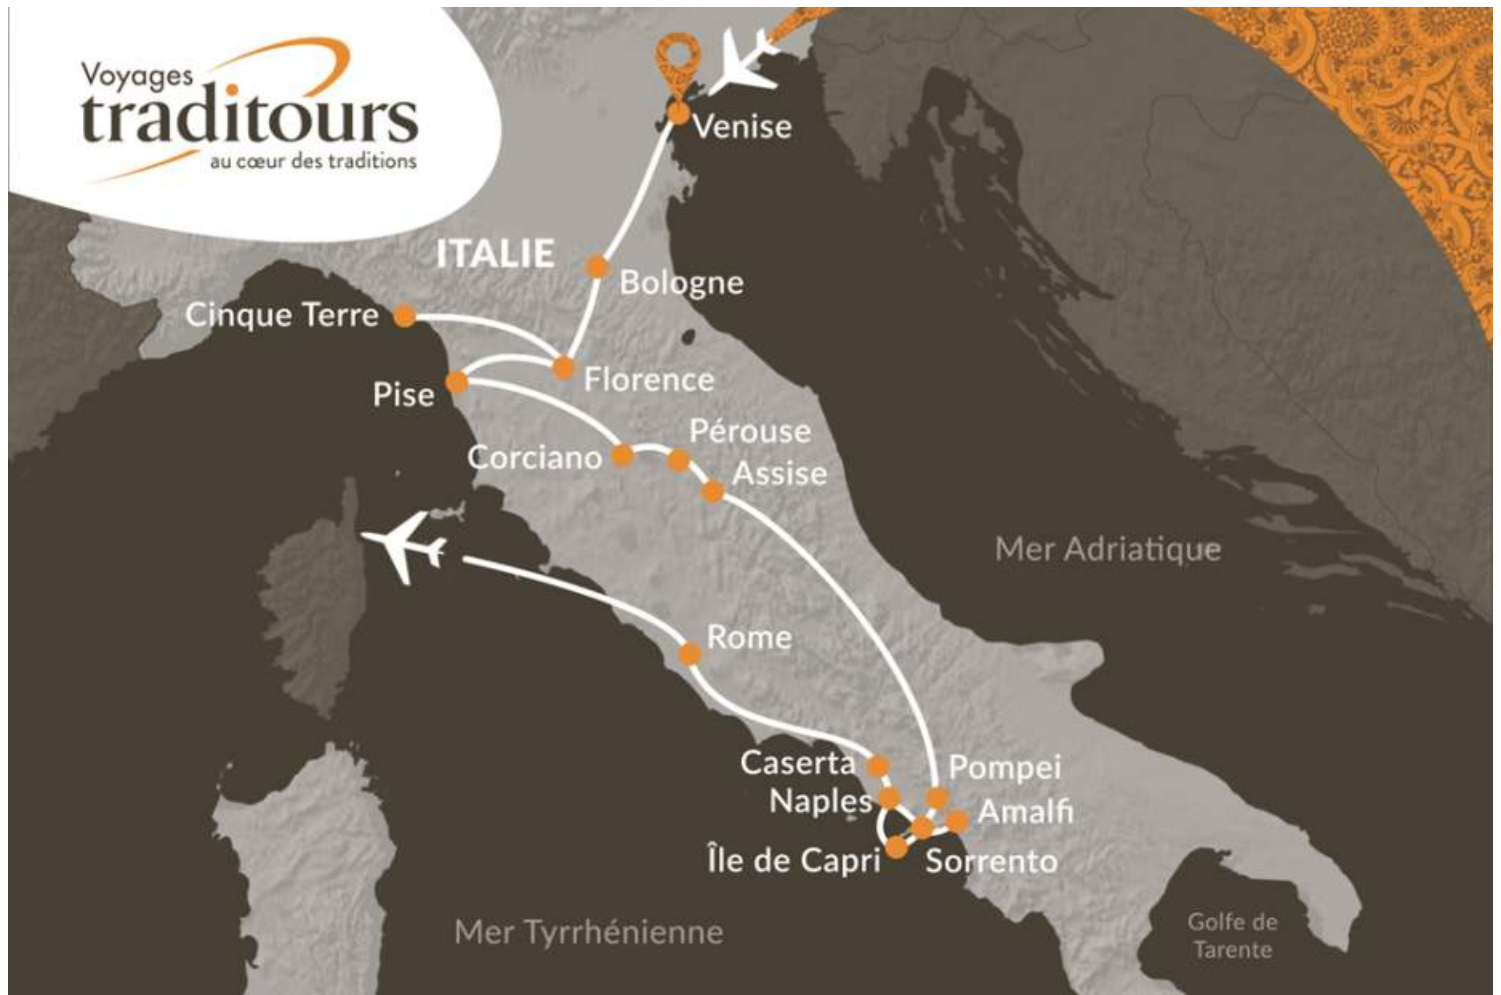 Voyages
traditours
au cœur des traditions
Venise
ITALIE
Bologne
Cinque Terre
Florence
Pise
Pérouse
Corciano
Assise
Mer Adriatique
Rome
Caserta
Pompei
Naples
Amalfi
Île de Capri
Sorrento
Mer Tyrrhénienne
Golfe de
Tarente